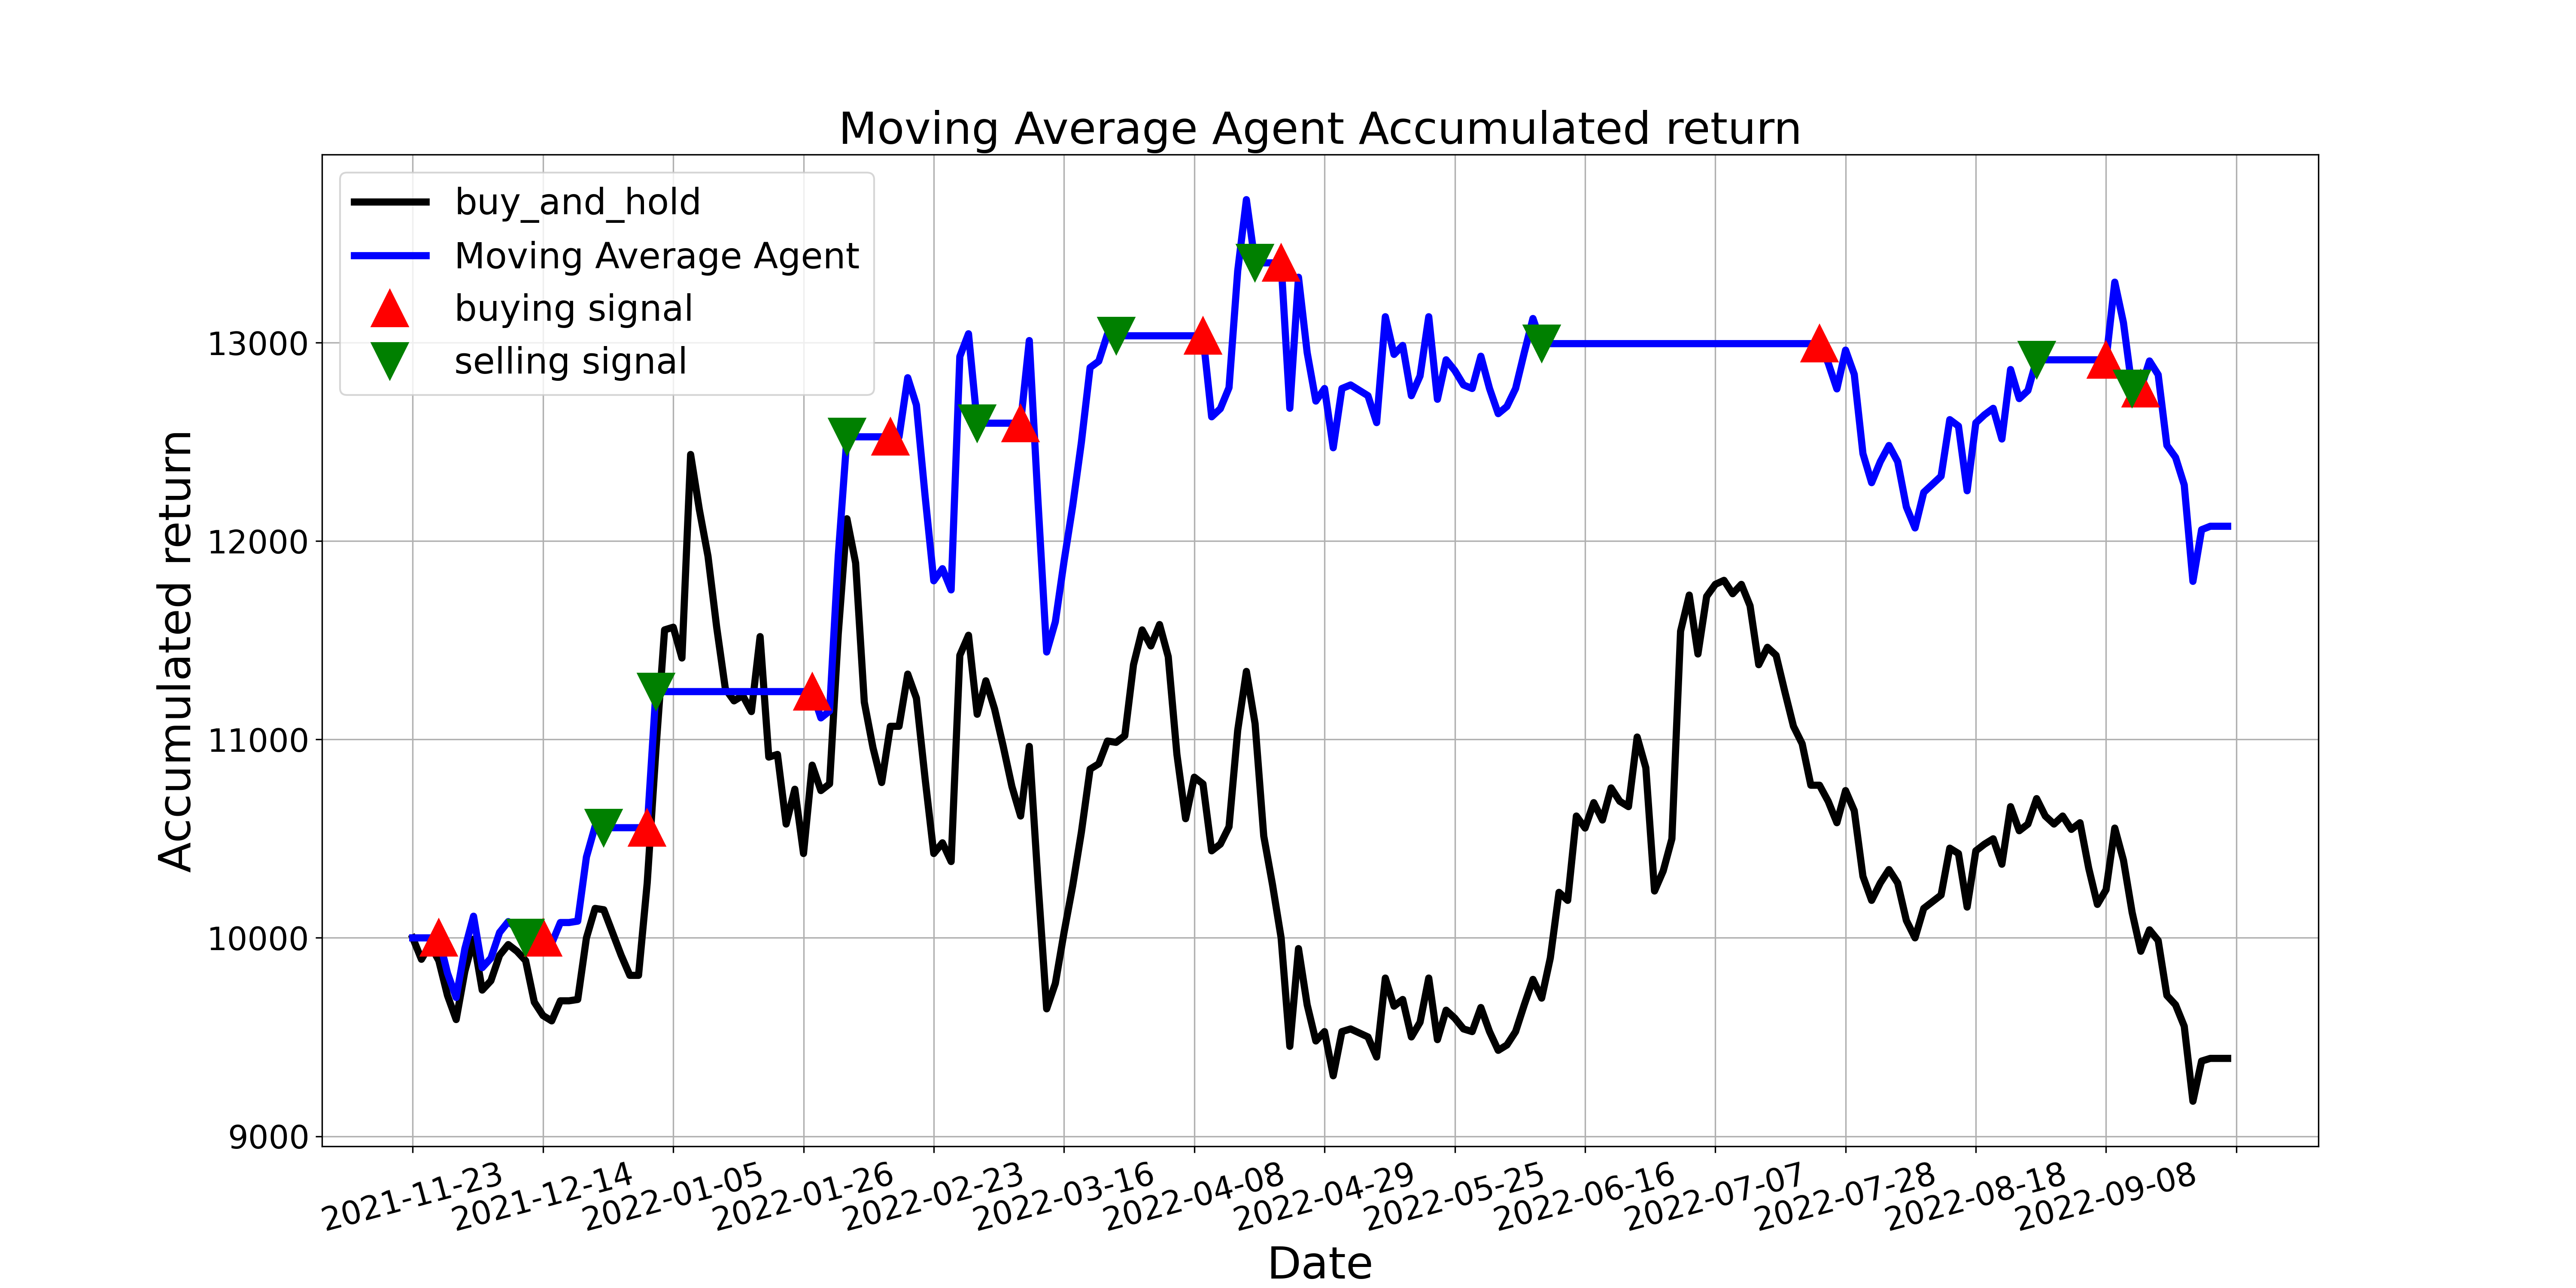 Moving Average Agent Accumulated return
buy_and_hold
Moving Average Agent
buying signal
selling signal
Accumulated return
13000
12000
11000
10000
9000
2021-11-23
2021-12-14
2022-01-05
2022-01-26
2022-02-23
2022-03-16
2022-04-08
2022-04-29
2022-05-25
2022-06-16
2022-07-07
2022-07-28
2022-08-18
2022-09-08
Date